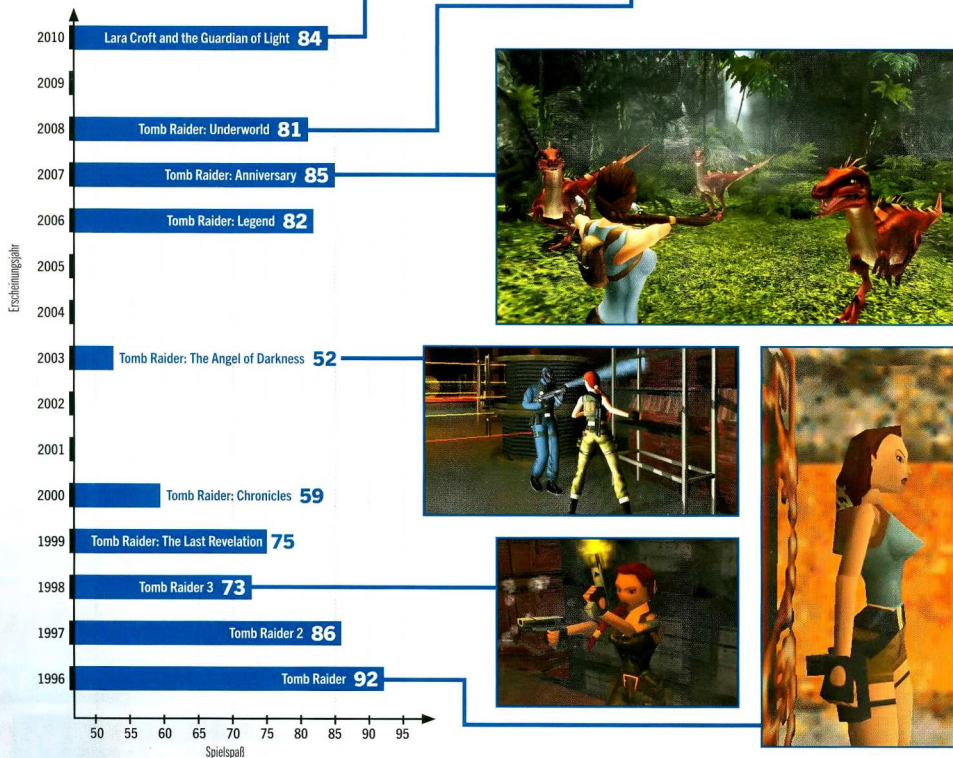 2010 Lara Croft and the Guardian of Light 84
2009
2008 Tomb Raider: Underworld 81
2007 Tomb Raider: Anniversary 85
2006 Tomb Raider: Legend 82
2005
2004
2003 Tomb Raider: The Angel of Darkness 52
2002
2001
2000 Tomb Raider: Chronicles 59
1999 Tomb Raider: The Last Revelation 75
1998 Tomb Raider 3 73
1997 Tomb Raider 2 86
1996 Tomb Raider 92
Erscheinungsjahr
50 55 60 65 70 75 80 85 90 95
Spielspaß